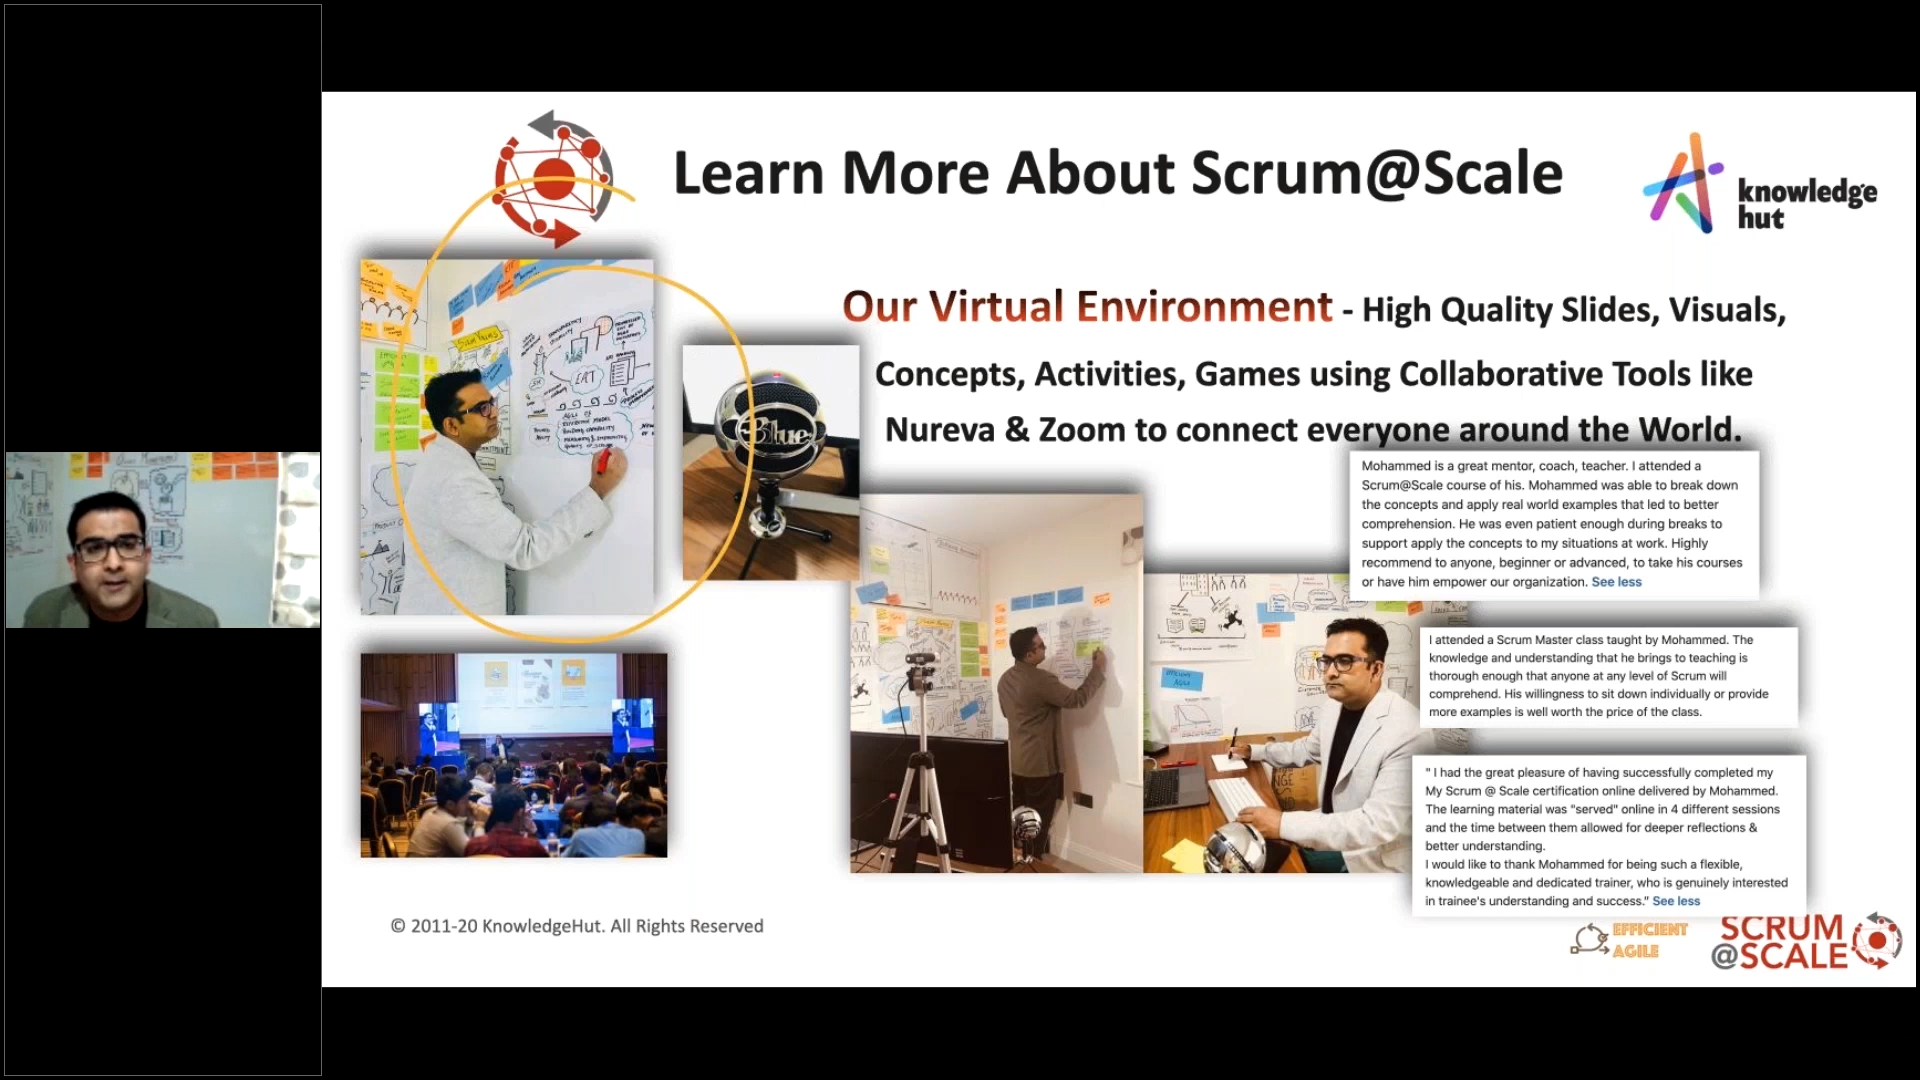 Learn More About Scrum@Scale
knowledge
hut
Our Virtual Environment - High Quality Slides, Visuals,
Concepts, Activities, Games using Collaborative Tools like
Nureva & Zoom to connect everyone around the World.
Blue
Mohammed is a great mentor, coach, teacher. I attended a
Scrum@Scale course of his. Mohammed was able to break down
the concepts and apply real world examples that led to better
comprehension. He was even patient enough during breaks to
support apply the concepts to my situations at work. Highly
recommend to anyone, beginner or advanced, to take his courses
or have him empower our organization. See less
I attended a Scrum Master class taught by Mohammed. The
knowledge and understanding that he brings to teaching is
thorough enough that anyone at any level of Scrum will
comprehend. His willingness to sit down individually or provide
more examples is well worth the price of the class.
" I had the great pleasure of having successfully completed my
My Scrum @ Scale certification online delivered by Mohammed.
The learning material was "served" online in 4 different sessions
and the time between them allowed for deeper reflections &
better understanding.
I would like to thank Mohammed for being such a flexible,
knowledgeable and dedicated trainer, who is genuinely interested
in trainee's understanding and success." See less
© 2011-20 KnowledgeHut. All Rights Reserved
EFFICIENT
AGILE
SCRUM
@SCALE